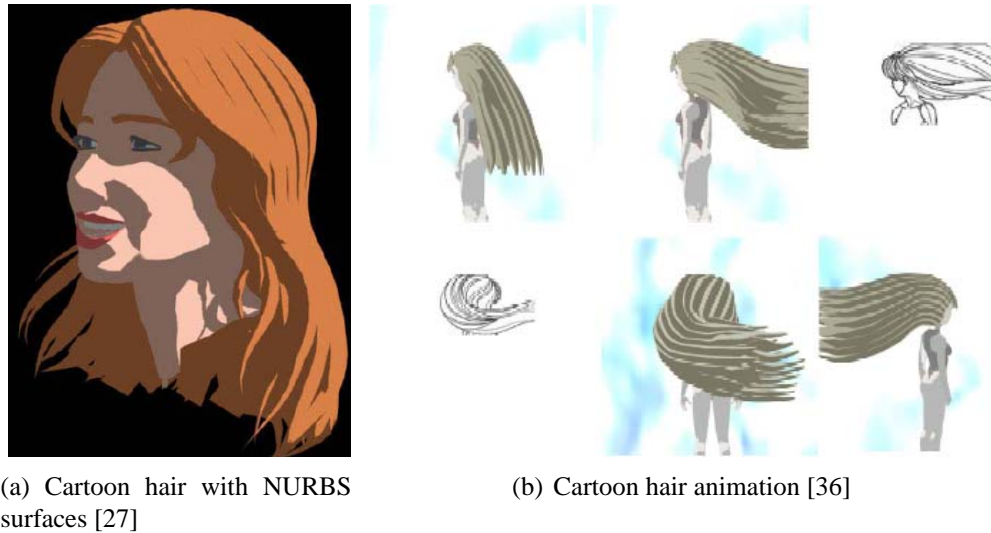 (a) Cartoon hair with NURBS
surfaces [27]
(b) Cartoon hair animation [36]